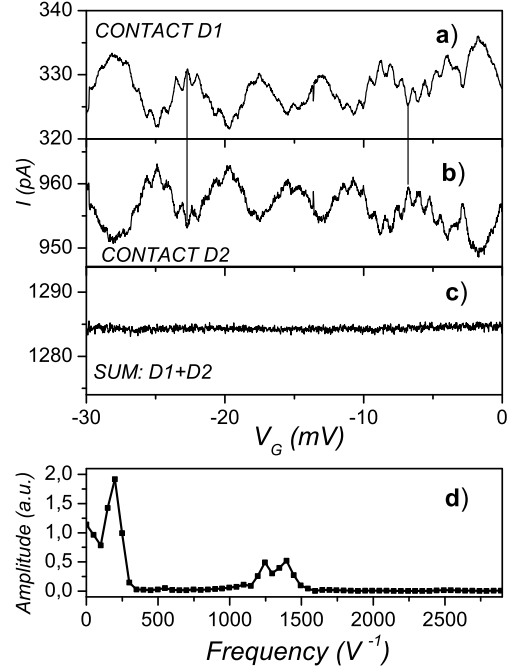 340
CONTACT D1
a)
330
320
I (pA)
b)
960
950
CONTACT D2
c)
1290
1280
SUM: D1+D2
-30
-20
-10
0
V_G (mV)
d)
2,0
1,5
1,0
0,5
0,0
Amplitude (a.u.)
0
500
1000
1500
2000
2500
Frequency (V⁻¹)